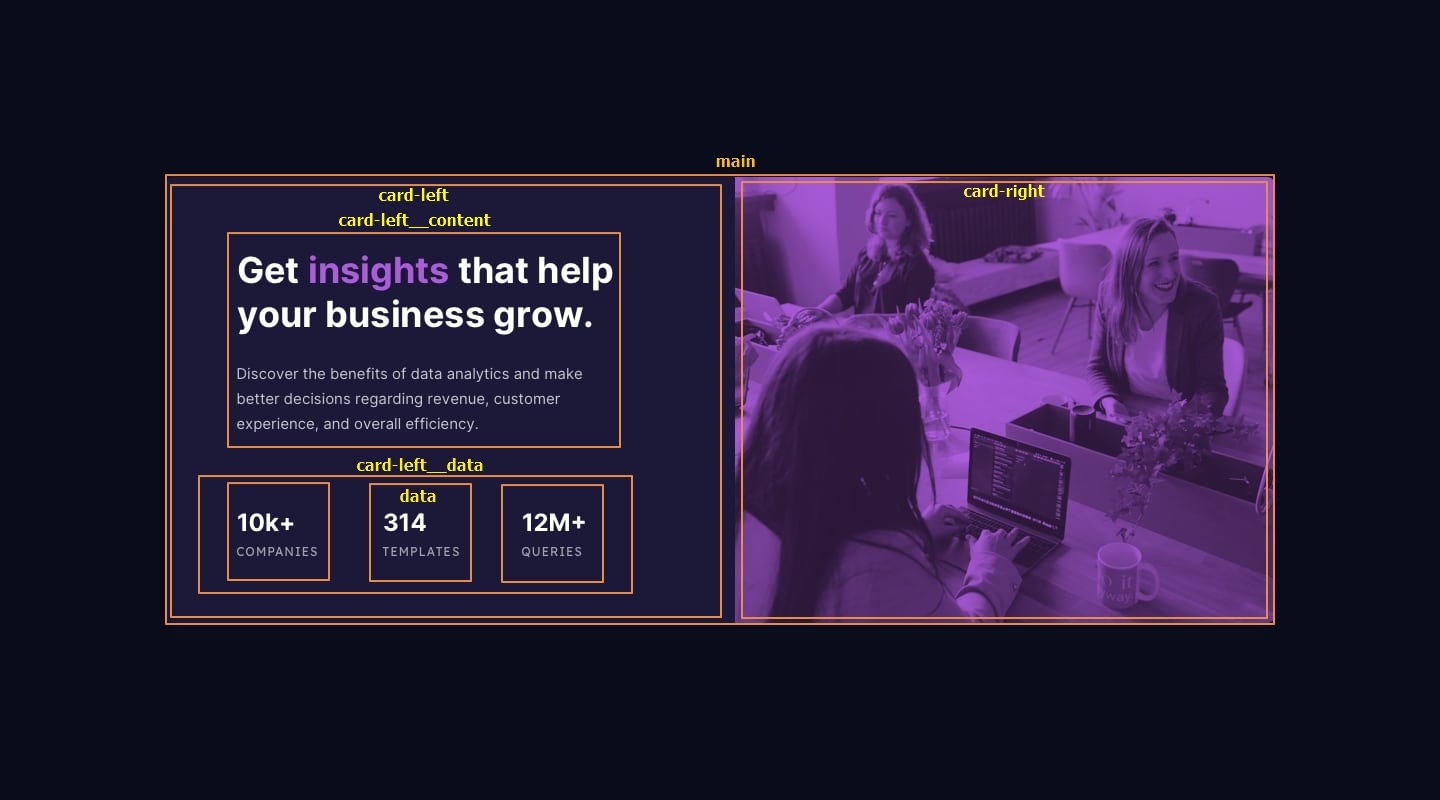 main
card-left
card-right
card-left__content
Get insights that help
your business grow.
Discover the benefits of data analytics and make
better decisions regarding revenue, customer
experience, and overall efficiency.
card-left__data
data
10k+
COMPANIES
314
TEMPLATES
12M+
QUERIES